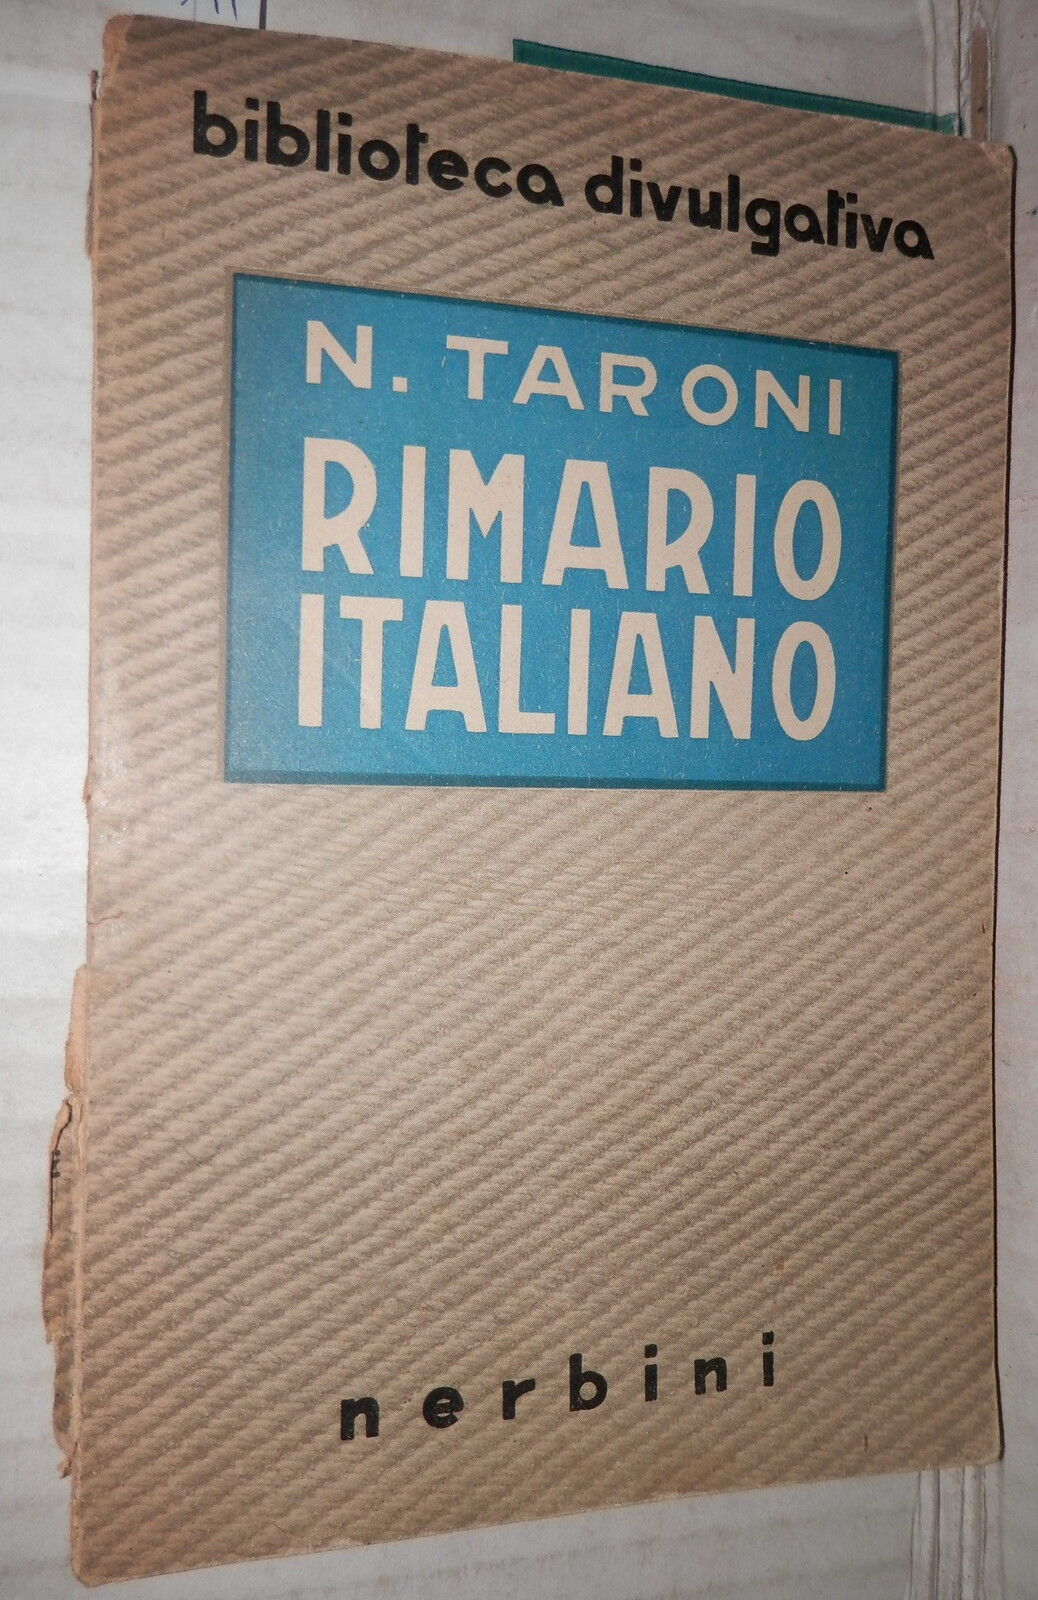 biblioteca divulgativa
N. TARONI
RIMARIO
ITALIANO
nerbini